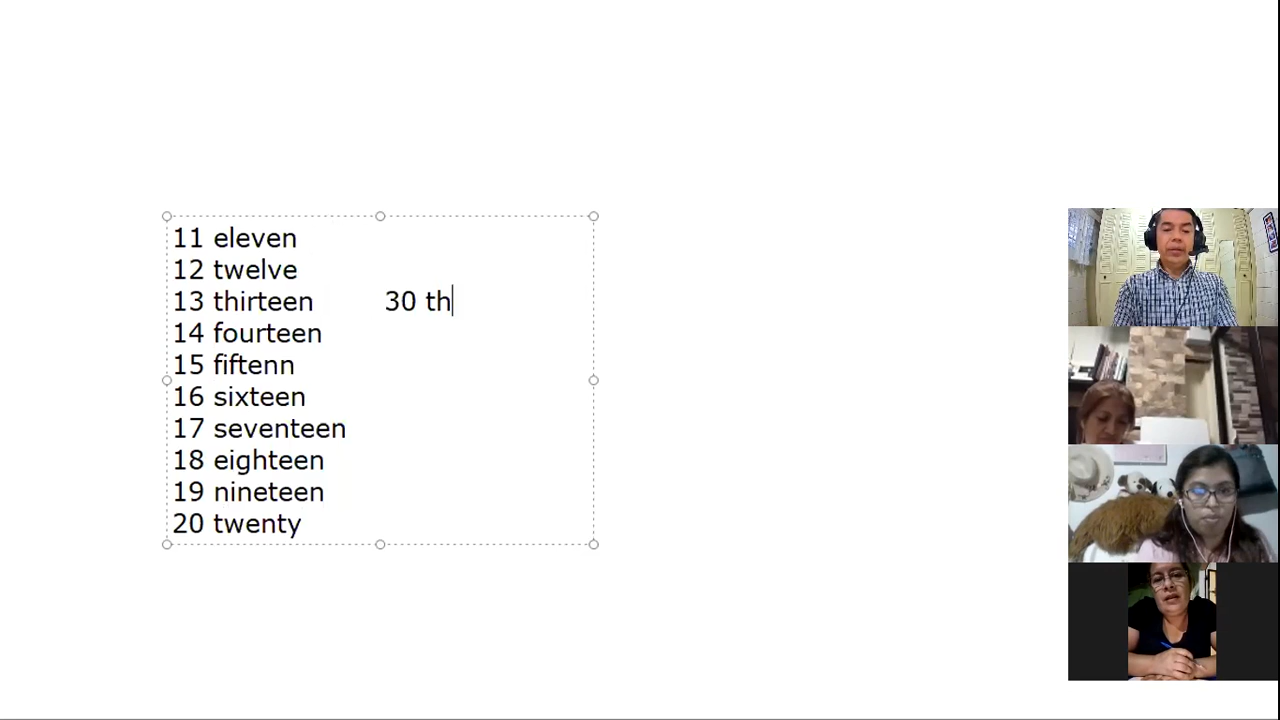 11 eleven
12 twelve
13 thirteen 30 th
14 fourteen
15 fiftenn
16 sixteen
17 seventeen
18 eighteen
19 nineteen
20 twenty